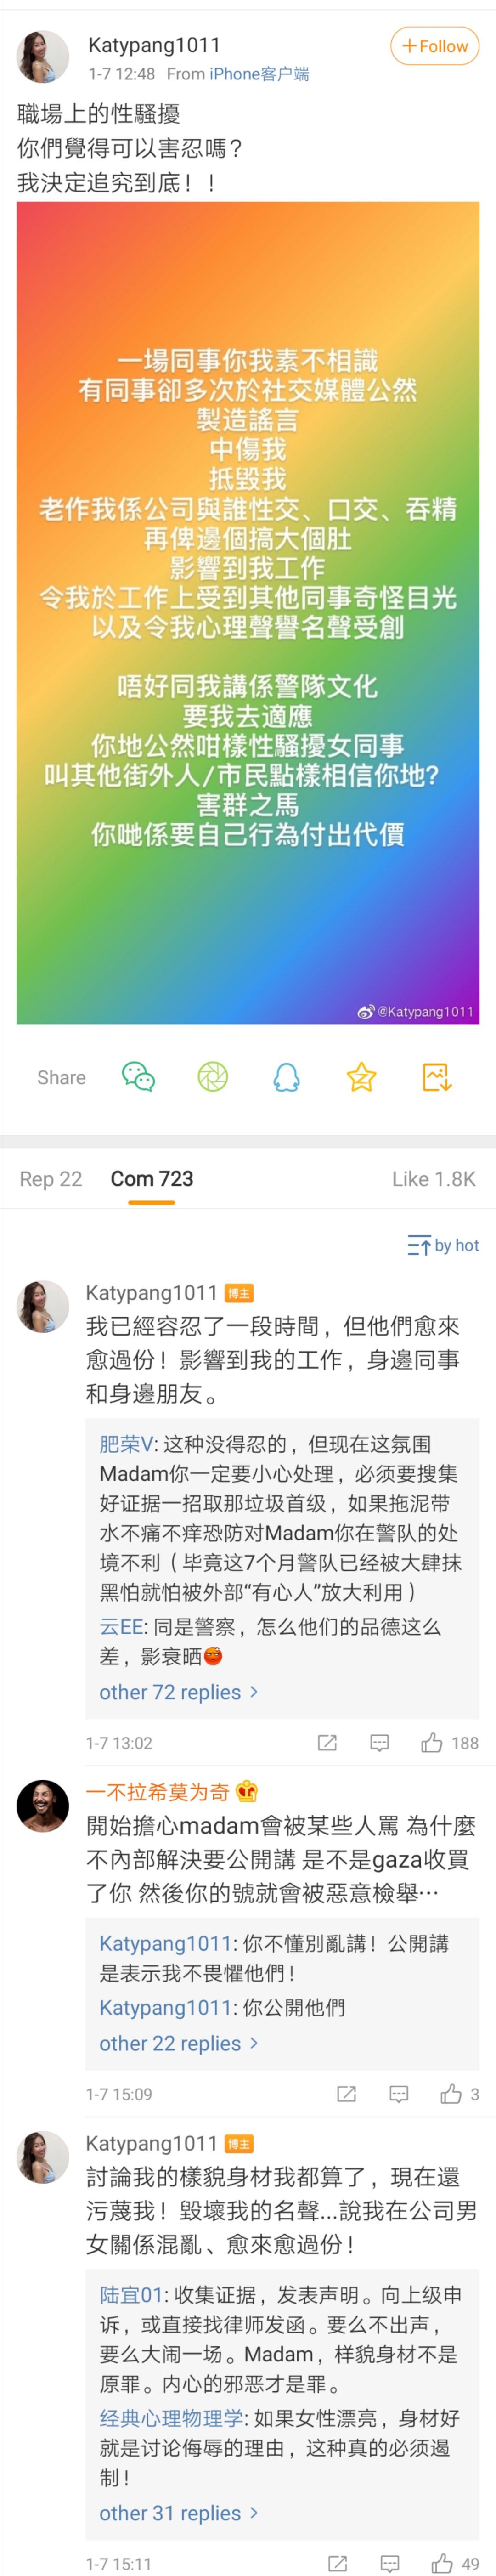 Katypang1011
+Follow
1-7 12:48 From iPhone客户端
職場上的性騷擾
你們覺得可以害忍嗎?
我決定追究到底!!
一場同事你我素不相識
有同事卻多次於社交媒體公然
製造謠言
中傷我
抵毀我
老作我係公司與誰性交、口交、吞精
再俾邊個搞大個肚
影響到我工作
令我於工作上受到其他同事奇怪目光
以及令我心理聲譽名聲受創
唔好同我講係警隊文化
要我去適應
你地公然咁樣性騷擾女同事
叫其他街外人/市民點樣相信你地?
害群之馬
你哋係要自己行為付出代價
@Katypang1011
Share
Rep 22 Com 723 Like 1.8K
by hot
Katypang1011 博主
我已經容忍了一段時間，但他們愈來
愈過份！影響到我的工作，身邊同事
和身邊朋友。
肥荣V: 这种没得忍的，但现在这氛围
Madam你一定要小心处理，必须要搜集
好证据一招取那垃圾首级，如果拖泥带
水不痛不痒恐防对Madam你在警队的处
境不利（毕竟这7个月警队已经被大肆抹
黑怕就怕被外部“有心人”放大利用）
云EE: 同是警察，怎么他们的品德这么
差，影衰晒
other 72 replies >
1-7 13:02 188
一不拉希莫为奇
開始擔心madam會被某些人罵 為什麼
不內部解決要公開講 是不是gaza收買
了你 然後你的號就會被惡意檢舉…
Katypang1011: 你不懂別亂講！公開講
是表示我不畏懼他們！
Katypang1011: 你公開他們
other 22 replies >
1-7 15:09 3
Katypang1011 博主
討論我的樣貌身材我都算了，現在還
污蔑我！毀壞我的名聲...說我在公司男
女關係混亂、愈來愈過份！
陆宜01: 收集证据，发表声明。向上级申
诉，或直接找律师发函。要么不出声，
要么大闹一场。Madam，样貌身材不是
原罪。内心的邪恶才是罪。
经典心理物理学: 如果女性漂亮，身材好
就是讨论侮辱的理由，这种真的必须遏
制！
other 31 replies >
1-7 15:11 49